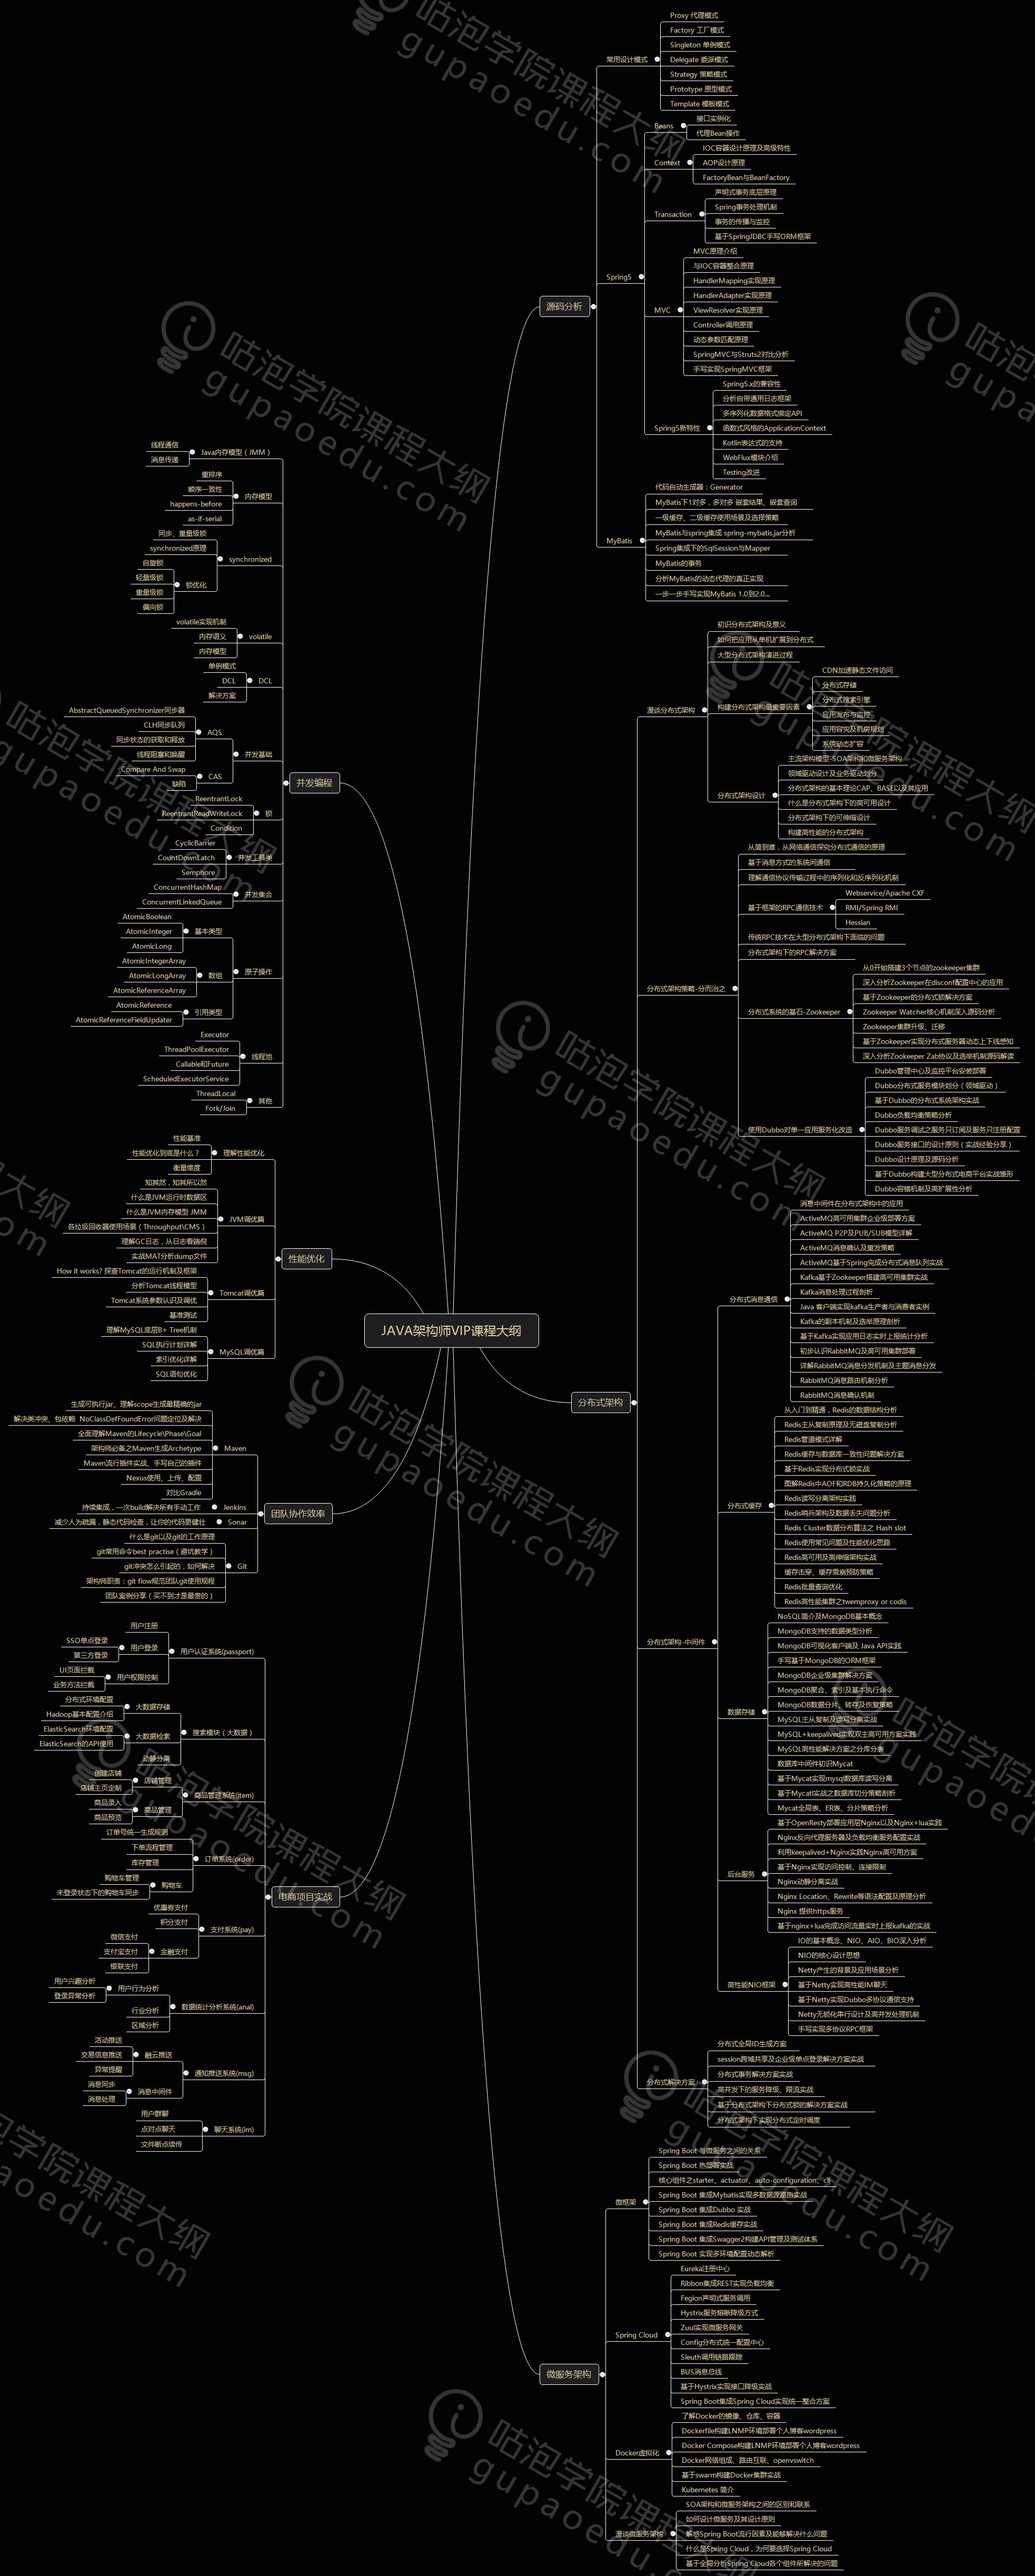 JAVA架构师VIP课程大纲
源码分析
常用设计模式
Proxy 代理模式
Factory 工厂模式
Singleton 单例模式
Delegate 委派模式
Strategy 策略模式
Prototype 原型模式
Template 模板模式
Spring5
Beans
接口实例化
代理Bean操作
Context
IOC容器设计原理及高级特性
AOP设计原理
FactoryBean与BeanFactory
Transaction
声明式事务底层原理
Spring事务处理机制
事务的传播与监控
基于SpringJDBC手写ORM框架
MVC
MVC原理介绍
与IOC容器整合原理
HandlerMapping实现原理
HandlerAdapter实现原理
ViewResolver实现原理
Controller调用原理
动态参数匹配原理
SpringMVC与Struts2对比分析
手写实现SpringMVC框架
Spring5新特性
Spring5.x的兼容性
分析自带通用日志框架
多序列化数据格式绑定API
函数式风格的ApplicationContext
Kotlin表达式的支持
WebFlux模块介绍
Testing改进
MyBatis
代码自动生成器：Generator
MyBatis下1对多，多对多 嵌套结果、嵌套查询
一级缓存、二级缓存使用场景及选择策略
MyBatis与spring集成 spring-mybatis.jar分析
Spring集成下的SqlSession与Mapper
MyBatis的事务
分析MyBatis的动态代理的真正实现
一步一步手写实现MyBatis 1.0到2.0...
分布式架构
漫谈分布式架构
初识分布式架构及意义
如何把应用从单机扩展到分布式
大型分布式架构演进过程
构建分布式架构最重要因素
CDN加速静态文件访问
分布式存储
分布式搜索引擎
应用发布与监控
应用容灾及机房规划
系统动态扩容
分布式架构设计
主流架构模型-SOA架构和微服务架构
领域驱动设计及业务驱动划分
分布式架构的基本理论CAP、BASE以及其应用
什么是分布式架构下的高可用设计
分布式架构下的可伸缩设计
构建高性能的分布式架构
分布式架构策略-分而治之
从简到难，从网络通信探究分布式通信的原理
基于消息方式的系统间通信
理解通信协议传输过程中的序列化和反序列化机制
基于框架的RPC通信技术
Webservice/Apache CXF
RMI/Spring RMI
Hessian
传统RPC技术在大型分布式架构下面临的问题
分布式架构下的RPC解决方案
分布式系统的基石-Zookeeper
从0开始搭建3个节点的zookeeper集群
深入分析Zookeeper在disconf配置中心的应用
基于Zookeeper的分布式锁解决方案
Zookeeper Watcher核心机制深入源码分析
Zookeeper集群升级、迁移
基于Zookeeper实现分布式服务器动态上下线感知
深入分析Zookeeper Zab协议及选举机制源码解读
使用Dubbo对单一应用服务化改造
Dubbo管理中心及监控平台安装部署
Dubbo分布式服务模块划分（领域驱动）
基于Dubbo的分布式系统架构实战
Dubbo负载均衡策略分析
Dubbo服务调试之服务只订阅及服务只注册配置
Dubbo服务接口的设计原则（实战经验分享）
Dubbo设计原理及源码分析
基于Dubbo构建大型分布式电商平台实战雏形
Dubbo容错机制及高扩展性分析
分布式架构-中间件
分布式消息通信
消息中间件在分布式架构中的应用
ActiveMQ高可用集群企业级部署方案
ActiveMQ P2P及PUB/SUB模型详解
ActiveMQ消息确认及重发策略
ActiveMQ基于Spring完成分布式消息队列实战
Kafka基于Zookeeper搭建高可用集群实战
Kafka消息处理过程剖析
Java 客户端实现kafka生产者与消费者实例
Kafka的副本机制及选举原理剖析
基于Kafka实现应用日志实时上报统计分析
初步认识RabbitMQ及高可用集群部署
详解RabbitMQ消息分发机制及主题消息分发
RabbitMQ消息路由机制分析
RabbitMQ消息确认机制
分布式缓存
从入门到精通，Redis的数据结构分析
Redis主从复制原理及无磁盘复制分析
Redis管道模式详解
Redis缓存与数据库一致性问题解决方案
基于Redis实现分布式锁实战
图解Redis中AOF和RDB持久化策略的原理
Redis读写分离架构实践
Redis哨兵架构及数据丢失问题分析
Redis Cluster数据分布算法之 Hash slot
Redis使用常见问题及性能优化思路
Redis高可用及高伸缩架构实战
缓存击穿、缓存雪崩预防策略
Redis批量查询优化
Redis高性能集群之twemproxy or codis
数据存储
NoSQL简介及MongoDB基本概念
MongoDB支持的数据类型分析
MongoDB可视化客户端及 Java API实践
手写基于MongoDB的ORM框架
MongoDB企业级集群解决方案
MongoDB聚合、索引及基本执行命令
MongoDB数据分片、转存及恢复策略
MySQL主从复制及读写分离实战
MySQL+keepalived实现双主高可用方案实践
MySQL高性能解决方案之分库分表
数据库中间件初识Mycat
基于Mycat实现mysql数据库读写分离
基于Mycatl实战之数据库切分策略剖析
Mycat全局表、ER表、分片策略分析
后台服务
基于OpenResty部署应用层Nginx以及Nginx+lua实践
Nginx反向代理服务器及负载均衡服务配置实战
利用keepalived+Nginx实践Nginx高可用方案
基于Nginx实现访问控制、连接限制
Nginx动静分离实战
Nginx Location、Rewrite等语法配置及原理分析
Nginx 提供https服务
基于nginx+lua完成访问流量实时上报kafka的实战
高性能NIO框架
IO的基本概念、NIO、AIO、BIO深入分析
NIO的核心设计思想
Netty产生的背景及应用场景分析
基于Netty实现高性能IM聊天
基于Netty实现Dubbo多协议通信支持
Netty无锁化串行设计及高并发处理机制
手写实现多协议RPC框架
分布式解决方案
分布式全局ID生成方案
session跨域共享及企业级单点登录解决方案实战
分布式事务解决方案实战
高并发下的服务降级、限流实战
基于分布式架构下分布式锁的解决方案实战
分布式架构下实现分布式定时调度
微服务架构
微框架
Spring Boot 与微服务之间的关系
Spring Boot 热部署实战
核心组件之starter、actuator、auto-configuration、cli
Spring Boot 集成Mybatis实现多数据源路由实战
Spring Boot 集成Dubbo 实战
Spring Boot 集成Redis缓存实战
Spring Boot 集成Swagger2构建API管理及测试体系
Spring Boot 实现多环境配置动态解析
Spring Cloud
Eureka注册中心
Ribbon集成REST实现负载均衡
Fegion声明式服务调用
Hystrix服务熔断降级方式
Zuul实现微服务网关
Config分布式统一配置中心
Sleuth调用链路跟踪
BUS消息总线
基于Hystrix实现接口降级实战
Spring Boot集成Spring Cloud实现统一整合方案
Docker虚拟化
了解Docker的镜像、仓库、容器
Dockerfile构建LNMP环境部署个人博客wordpress
Docker Compose构建LNMP环境部署个人博客wordpress
Docker网络组成、路由互联、openvswitch
基于swarm构建Docker集群实战
Kubernetes 简介
漫谈微服务架构
SOA架构和微服务架构之间的区别和联系
如何设计微服务及其设计原则
解惑Spring Boot流行因素及能够解决什么问题
什么是Spring Cloud，为何要选择Spring Cloud
基于全局分析Spring Cloud各个组件所解决的问题
并发编程
Java内存模型（JMM）
线程通信
消息传递
内存模型
重排序
顺序一致性
happens-before
as-if-serial
synchronized
同步、重量级锁
synchronized原理
锁优化
自旋锁
轻量级锁
重量级锁
偏向锁
volatile
volatile实现机制
内存语义
内存模型
DCL
单例模式
DCL
解决方案
并发基础
AQS
AbstractQueuedSynchronizer同步器
CLH同步队列
同步状态的获取和释放
线程阻塞和唤醒
CAS
Compare And Swap
缺陷
锁
ReentrantLock
ReentrantReadWriteLock
Condition
并发工具类
CyclicBarrier
CountDownLatch
Semphore
并发集合
ConcurrentHashMap
ConcurrentLinkedQueue
原子操作
基本类型
AtomicBoolean
AtomicInteger
AtomicLong
数组
AtomicIntegerArray
AtomicLongArray
AtomicReferenceArray
引用类型
AtomicReference
AtomicReferenceFieldUpdater
线程池
Executor
ThreadPoolExecutor
Callable和Future
ScheduledExecutorService
其他
ThreadLocal
Fork/Join
性能优化
理解性能优化
性能基准
性能优化到底是什么？
衡量维度
JVM调优篇
知其然，知其所以然
什么是JVM运行时数据区
什么是JVM内存模型 JMM
各垃圾回收器使用场景（Throughput\CMS）
理解GC日志，从日志看端倪
实战MAT分析dump文件
Tomcat调优篇
How it works? 探查Tomcat的运行机制及框架
分析Tomcat线程模型
Tomcat系统参数认识及调优
基准测试
MySQL调优篇
理解MySQL底层B+ Tree机制
SQL执行计划详解
索引优化详解
SQL语句优化
团队协作效率
Maven
生成可执行jar、理解scope生成最精确的jar
解决类冲突、包依赖 NoClassDefFoundError问题定位及解决
全面理解Maven的Lifecycle\Phase\Goal
架构师必备之Maven生成Archetype
Maven流行插件实战、手写自己的插件
Nexus使用、上传、配置
对比Gradle
Jenkins
持续集成，一次build解决所有手动工作
Sonar
减少人为疏漏，静态代码检查，让你的代码更健壮
Git
什么是git以及git的工作原理
git常用命令best practise（避坑教学）
git冲突怎么引起的，如何解决
架构师职责：git flow规范团队git使用规程
团队案例分享（买不到才是最贵的）
电商项目实战
用户认证系统(passport)
用户注册
用户登录
SSO单点登录
第三方登录
用户权限控制
UI页面拦截
业务方法拦截
搜索模块（大数据）
大数据存储
分布式环境配置
Hadoop基本配置介绍
大数据检索
ElasticSearch环境配置
ElasticSearch的API使用
动静分离
商品管理系统(item)
店铺管理
创建店铺
店铺主页定制
商品管理
商品录入
商品预览
订单系统(order)
订单号统一生成规则
下单流程管理
库存管理
购物车
购物车管理
未登录状态下的购物车同步
支付系统(pay)
优惠券支付
积分支付
金融支付
微信支付
支付宝支付
银联支付
数据统计分析系统(anal)
用户行为分析
用户兴趣分析
登录异常分析
行业分析
区域分析
通知推送系统(msg)
融云推送
活动推送
交易信息推送
异常提醒
消息中间件
消息同步
消息处理
聊天系统(im)
用户群聊
点对点聊天
文件断点续传
咕泡学院课程大纲
gupaoedu.com